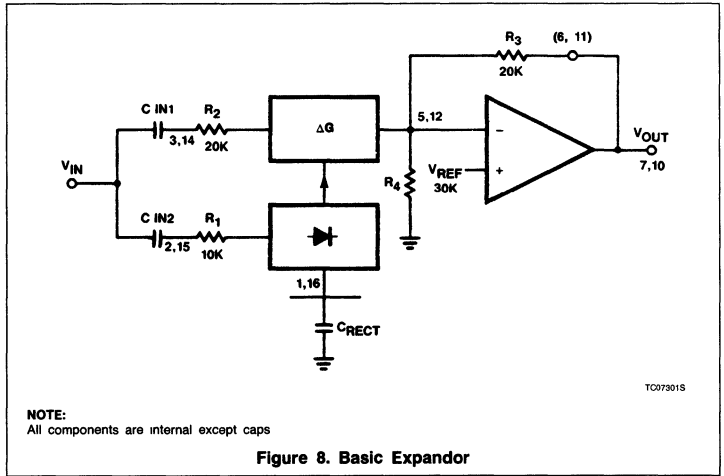 R3
20K
(6, 11)
C IN1
R2
3,14
20K
ΔG
5,12
−
+
VOUT
7,10
VIN
VREF
R4
30K
C IN2
R1
2,15
10K
1,16
CRECT
TC07301S
NOTE:
All components are internal except caps
Figure 8. Basic Expandor